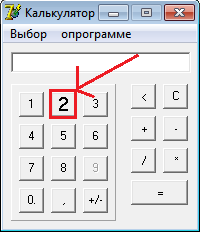 Калькулятор
Выбор опрограмме
1 2 3 < C
4 5 6 + -
7 8 9 / *
0. , +/- =